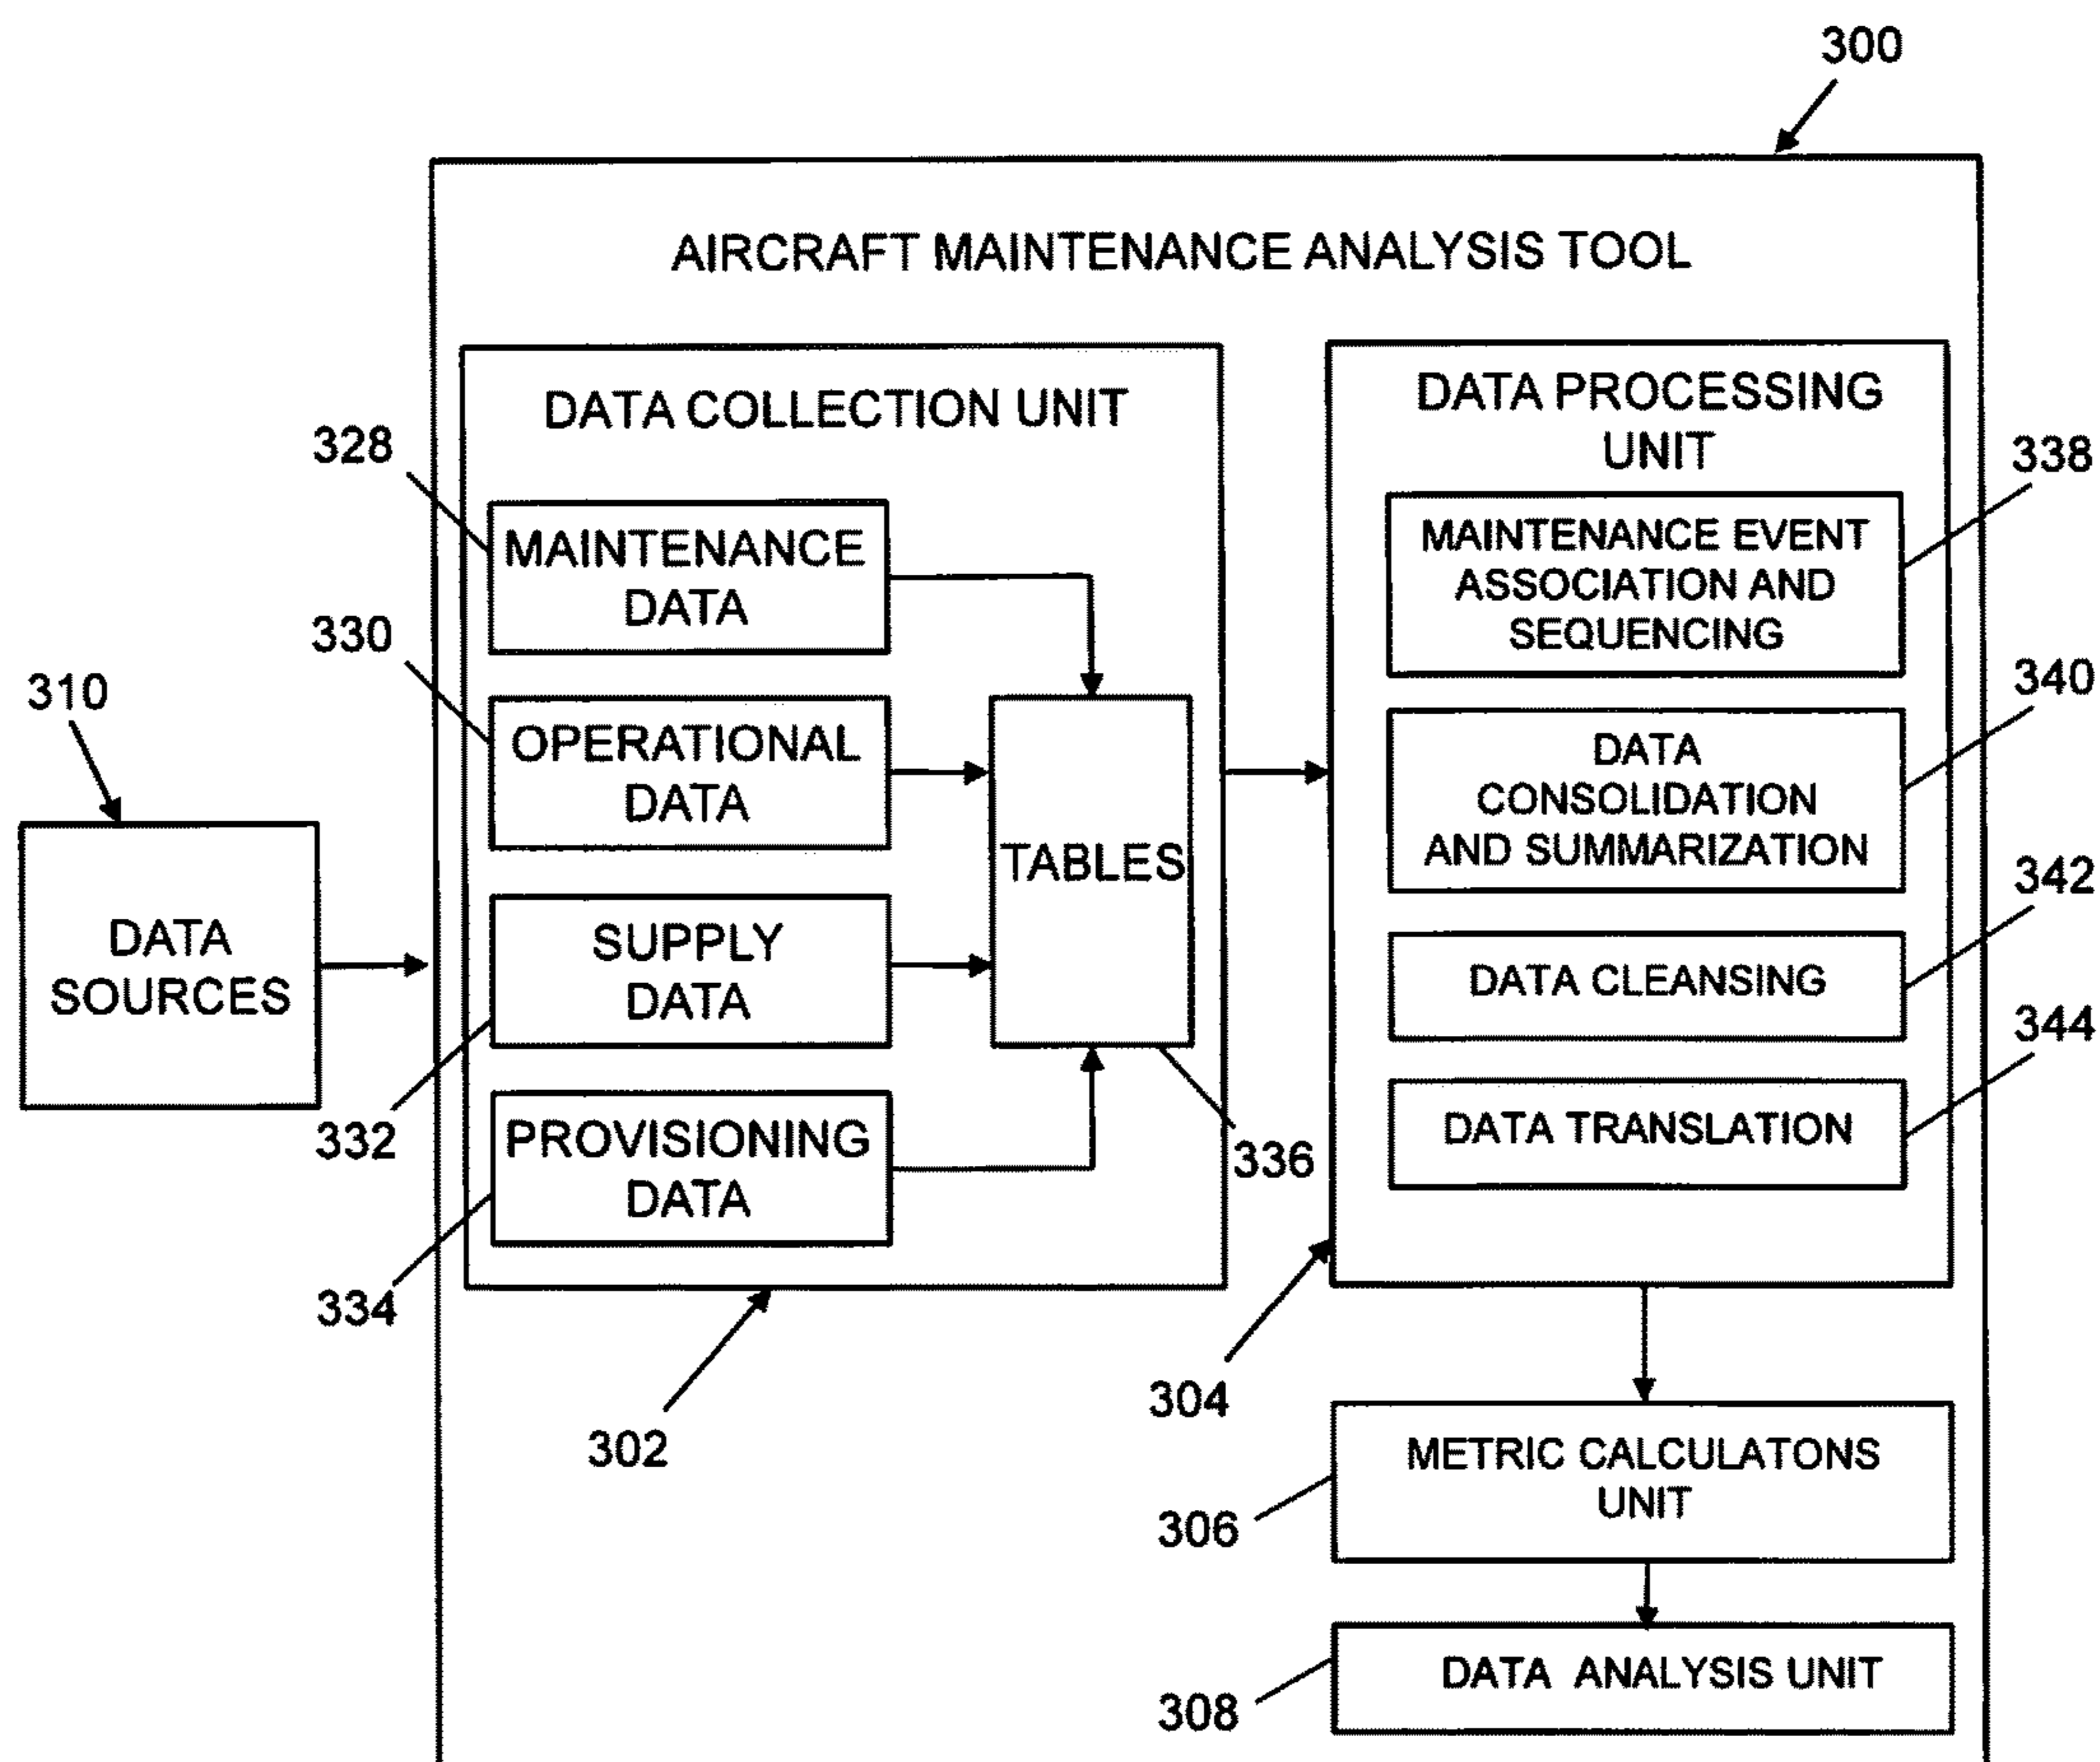 300
AIRCRAFT MAINTENANCE ANALYSIS TOOL
DATA COLLECTION UNIT
328
MAINTENANCE
DATA
330
OPERATIONAL
DATA
310
DATA
SOURCES
SUPPLY
DATA
332
PROVISIONING
DATA
334
TABLES
336
302
DATA PROCESSING
UNIT
338
MAINTENANCE EVENT
ASSOCIATION AND
SEQUENCING
340
DATA
CONSOLIDATION
AND SUMMARIZATION
342
DATA CLEANSING
344
DATA TRANSLATION
304
METRIC CALCULATONS
UNIT
306
DATA ANALYSIS UNIT
308